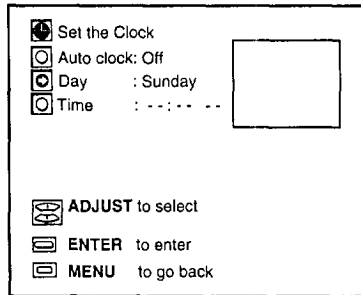 Set the Clock
Auto clock: Off
Day : Sunday
Time : --:-- --
ADJUST to select
ENTER to enter
MENU to go back